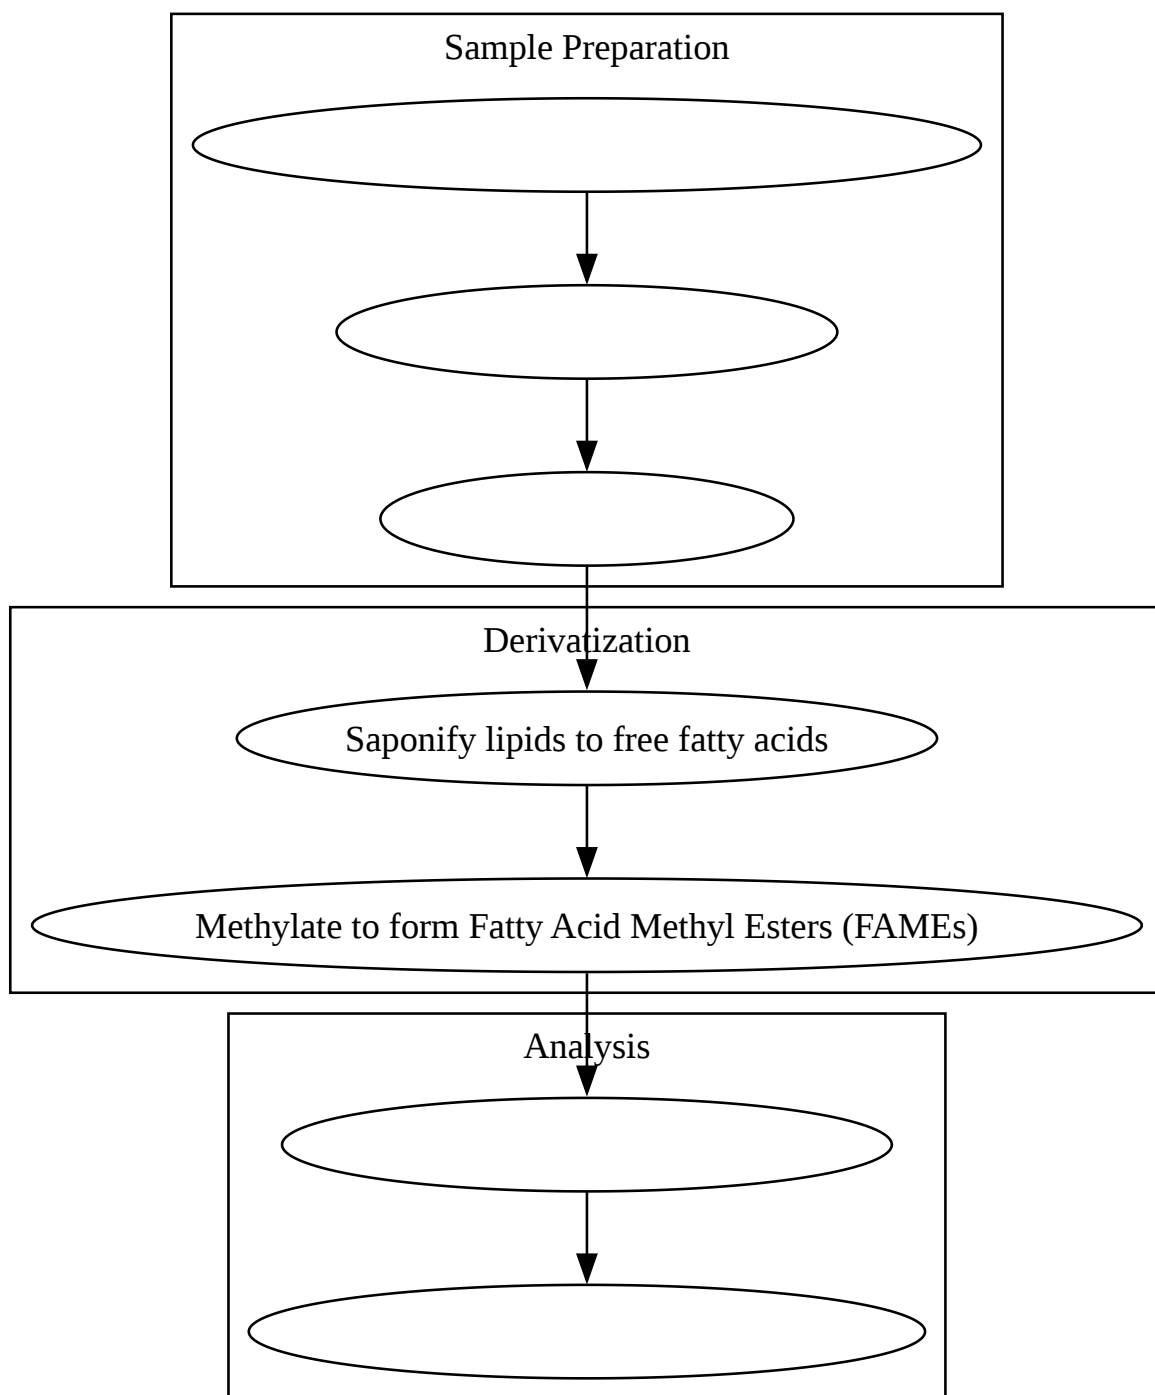 Sample Preparation
Derivatization
Saponify lipids to free fatty acids
Methylate to form Fatty Acid Methyl Esters (FAMEs)
Analysis